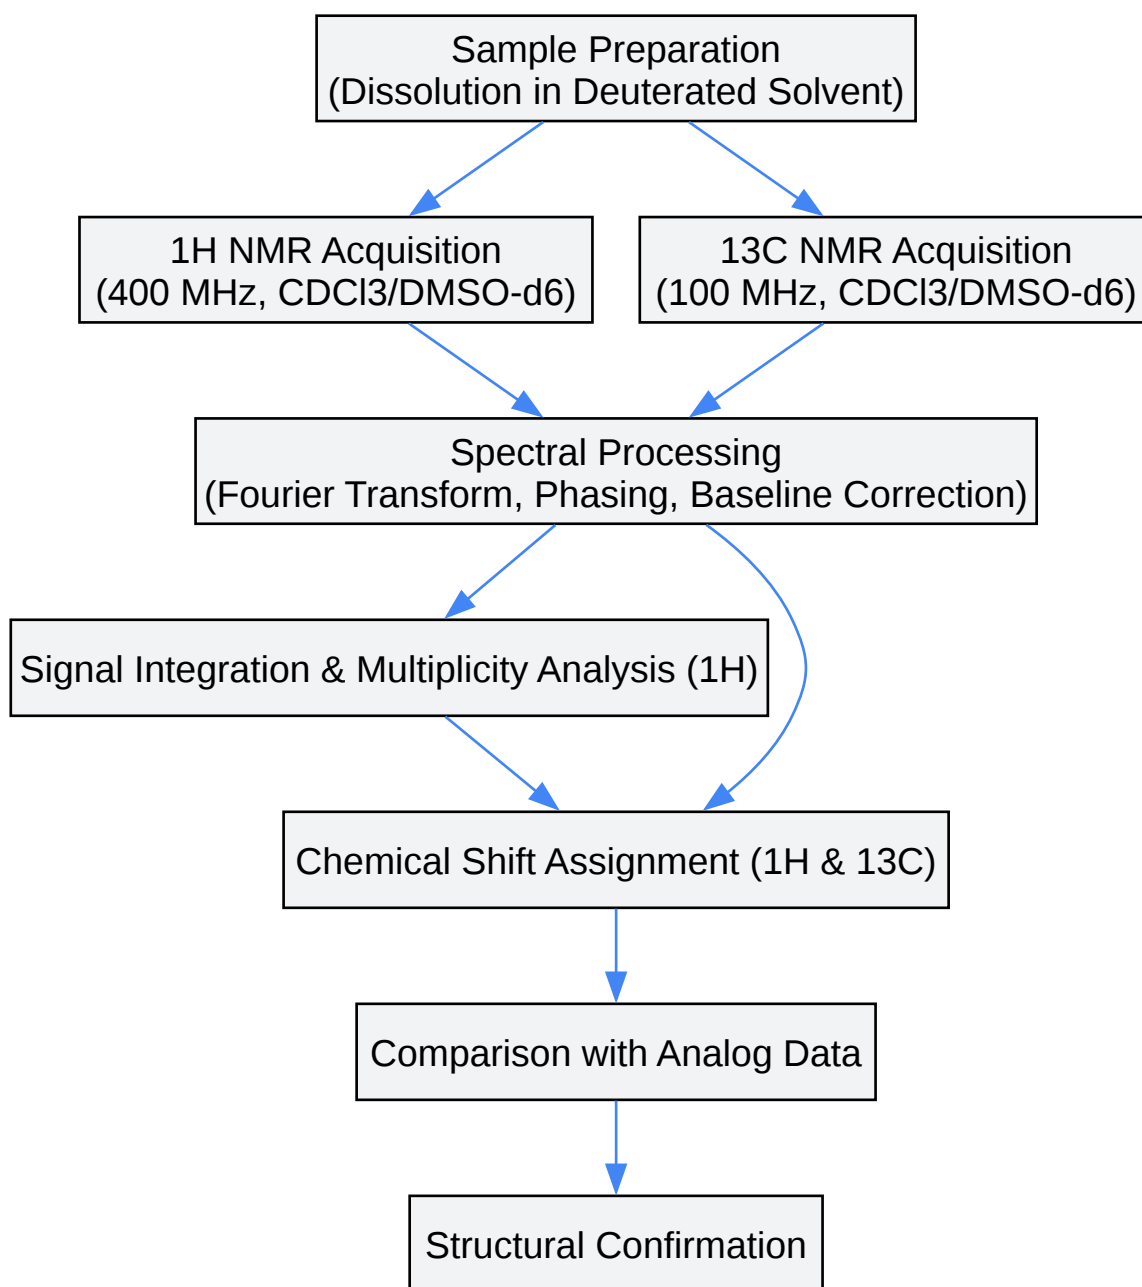 Sample Preparation
(Dissolution in Deuterated Solvent)
1H NMR Acquisition
(400 MHz, CDCl3/DMSO-d6)
13C NMR Acquisition
(100 MHz, CDCl3/DMSO-d6)
Spectral Processing
(Fourier Transform, Phasing, Baseline Correction)
Signal Integration & Multiplicity Analysis (1H)
Chemical Shift Assignment (1H & 13C)
Comparison with Analog Data
Structural Confirmation